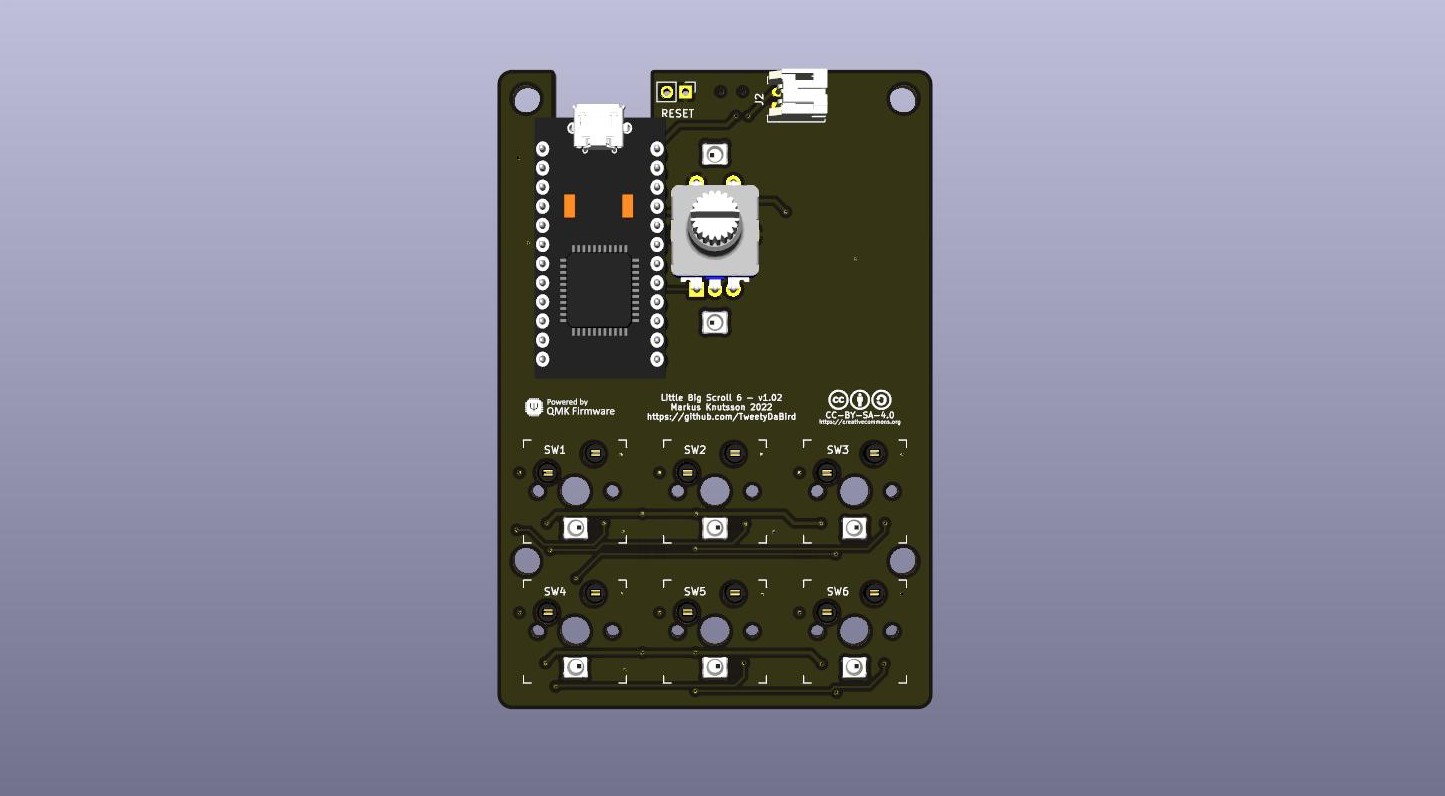 J2
RESET
Powered by
QMK Firmware
Little Big Scroll 6 - v1.02
Markus Knutsson 2022
https://github.com/TweetyDaBird
CC
CC-BY-SA-4.0
https://creativecommons.org
SW1
SW2
SW3
SW4
SW5
SW6